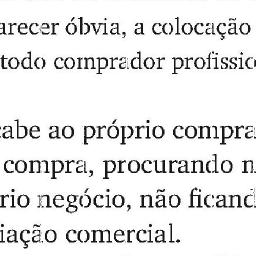 arecer óbvia, a colocação
todo comprador profissio
cabe ao próprio compra
compra, procurando n
rio negócio, não ficand
iação comercial.